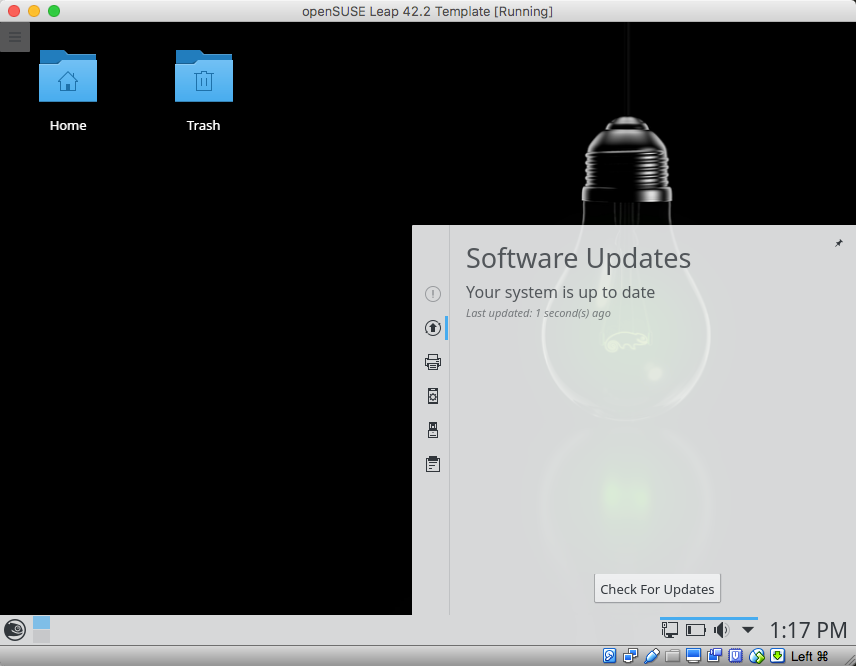 openSUSE Leap 42.2 Template [Running]
Home
Trash
Software Updates
Your system is up to date
Last updated: 1 second(s) ago
Check For Updates
1:17 PM
Left ⌘